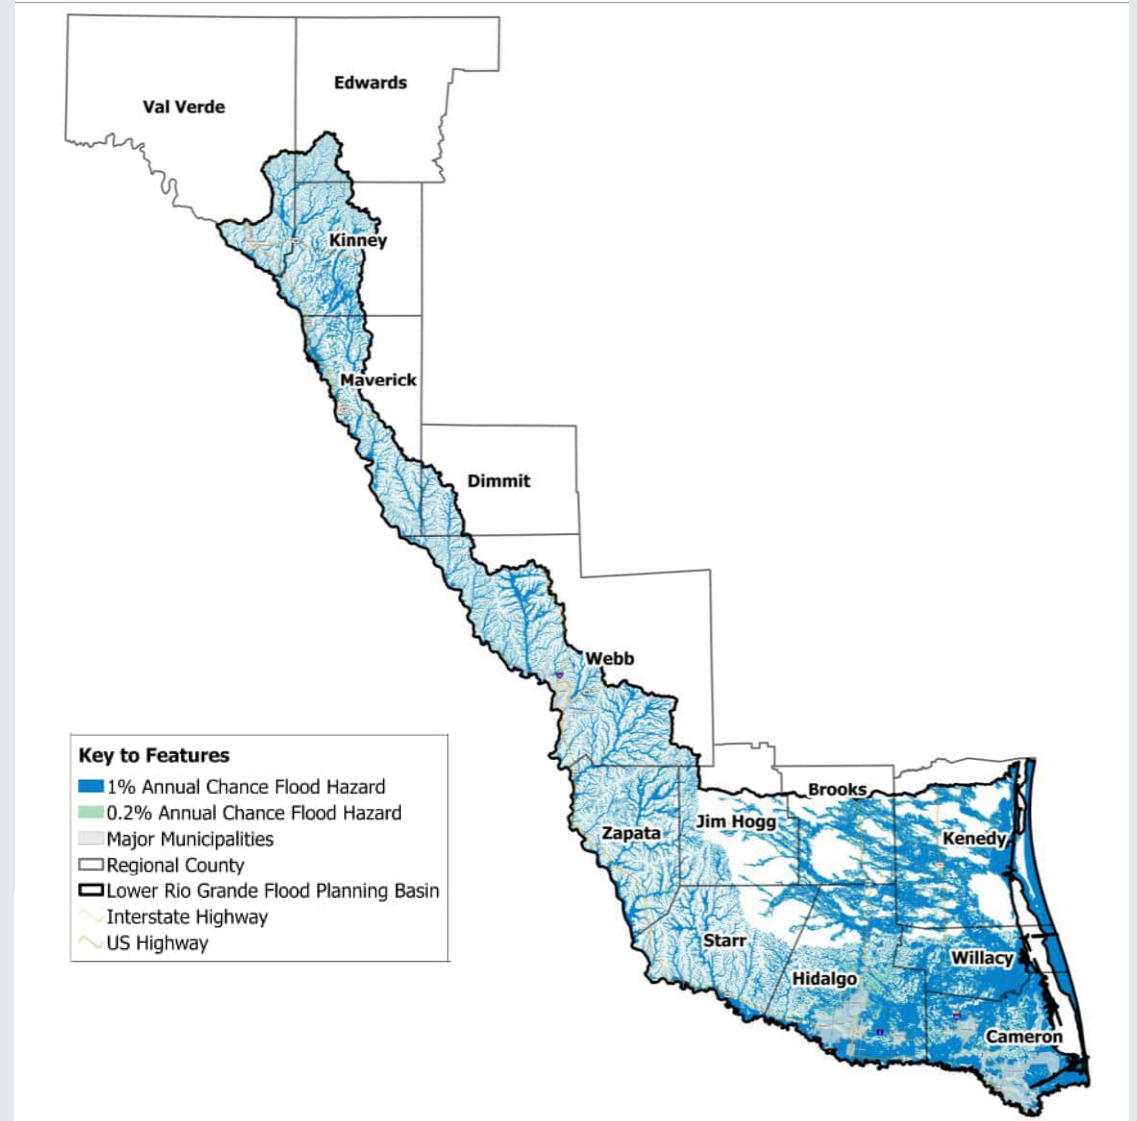 Edwards
Val Verde
Kinney
Maverick
Dimmit
Webb
Key to Features
1% Annual Chance Flood Hazard
0.2% Annual Chance Flood Hazard
Major Municipalities
Regional County
Lower Rio Grande Flood Planning Basin
Interstate Highway
US Highway
Brooks
Jim Hogg
Zapata
Kenedy
Starr
Willacy
Hidalgo
Cameron